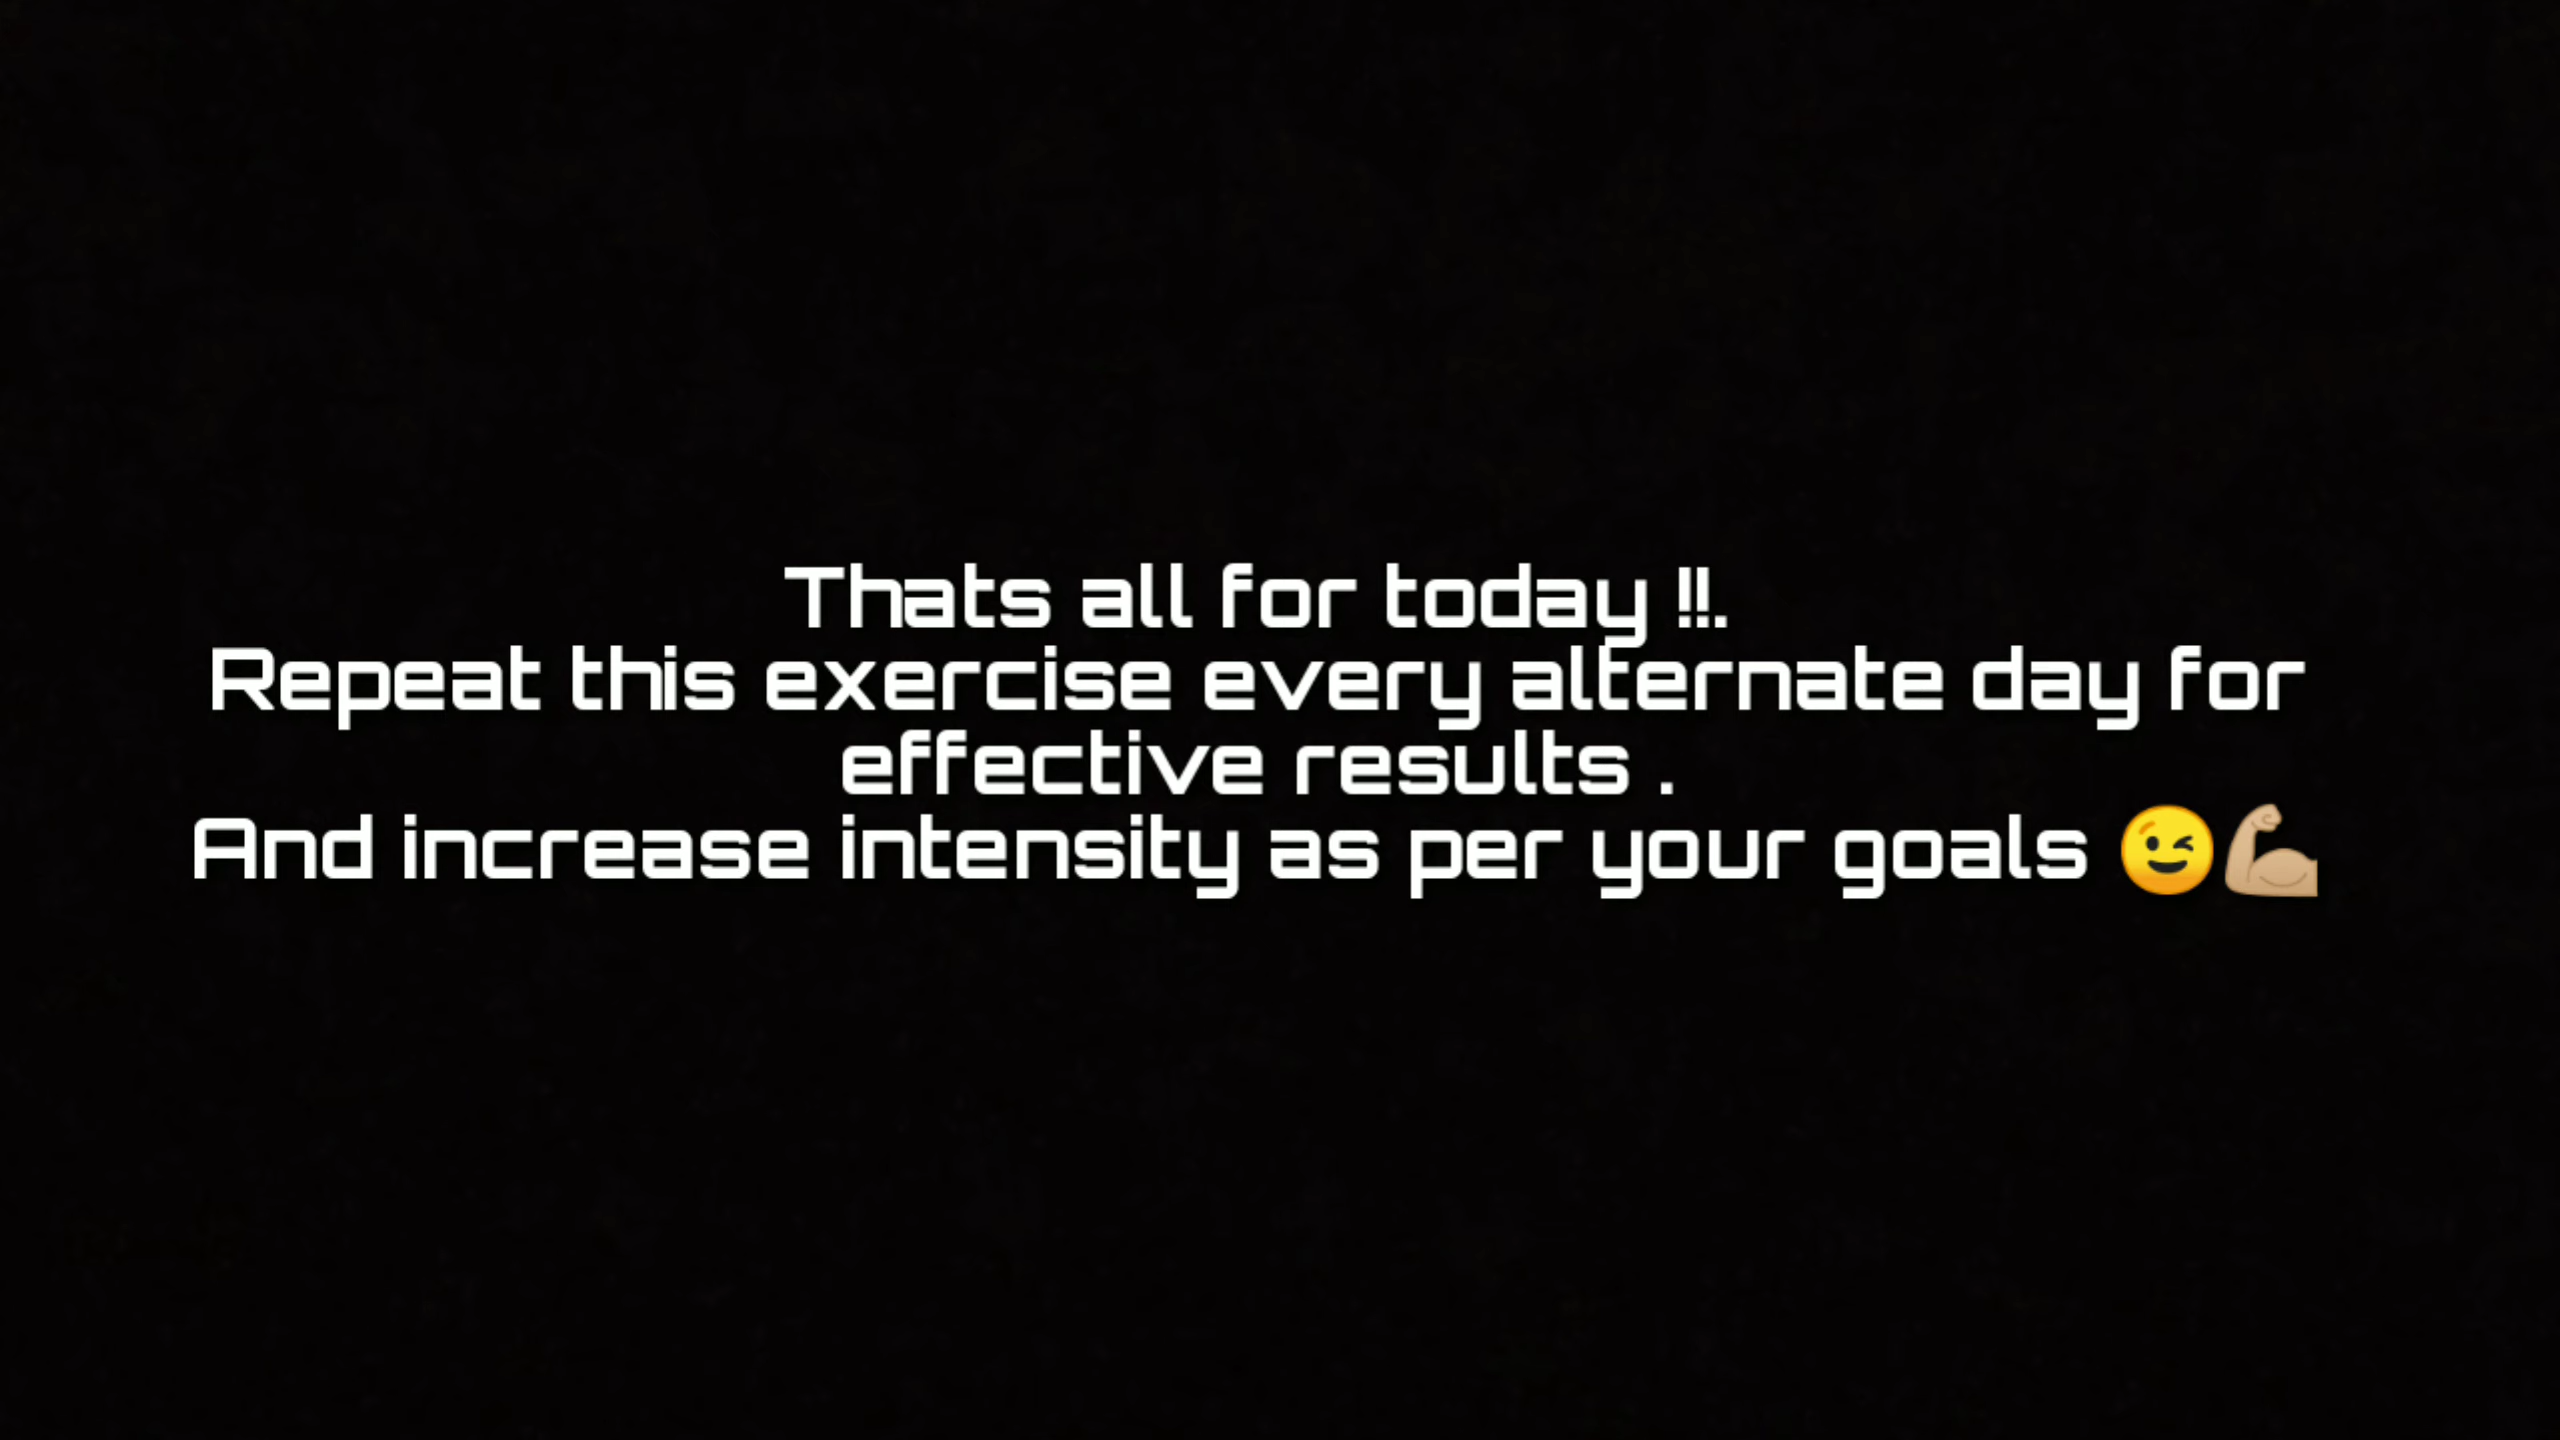 Thats all for today !!.
Repeat this exercise every alternate day for
effective results .
And increase intensity as per your goals 😉💪🏼